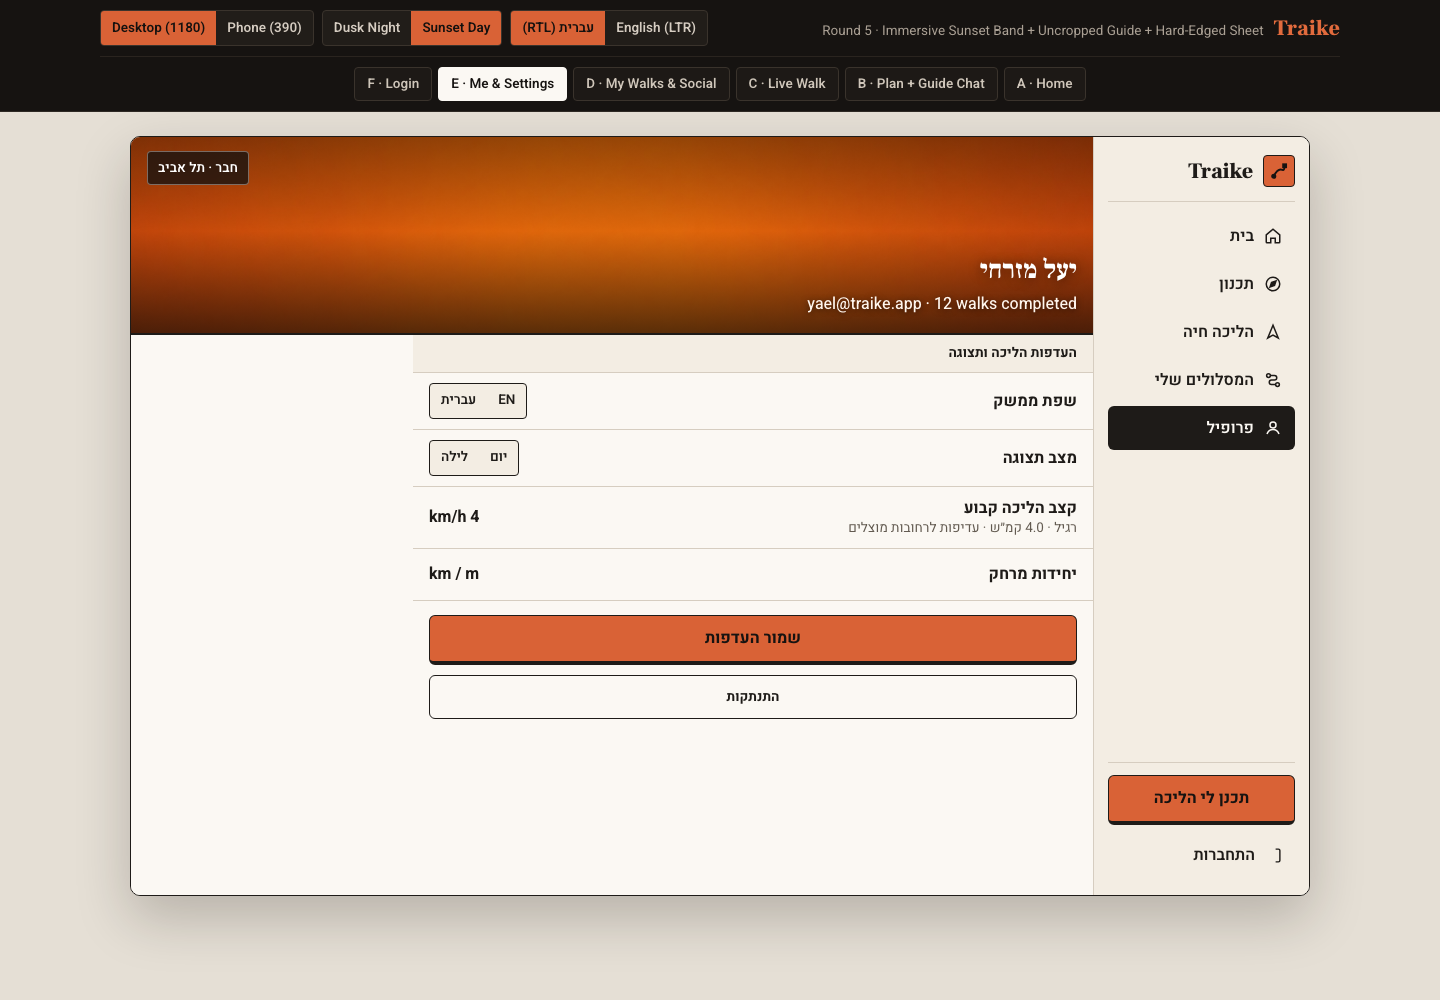 Traike
Round 5 · Immersive Sunset Band + Uncropped Guide + Hard-Edged Sheet
English (LTR)
עברית (RTL)
Sunset Day
Dusk Night
Phone (390)
Desktop (1180)
A · Home
B · Plan + Guide Chat
C · Live Walk
D · My Walks & Social
E · Me & Settings
F · Login
Traike
בית
תכנון
הליכה חיה
המסלולים שלי
פרופיל
תכנן לי הליכה
התחברות
חבר · תל אביב
יעל מזרחי
yael@traike.app · 12 walks completed
העדפות הליכה ותצוגה
שפת ממשק
EN
עברית
מצב תצוגה
יום
לילה
קצב הליכה קבוע
רגיל · 4.0 קמ״ש · עדיפות לרחובות מוצלים
km/h 4
יחידות מרחק
km / m
שמור העדפות
התנתקות